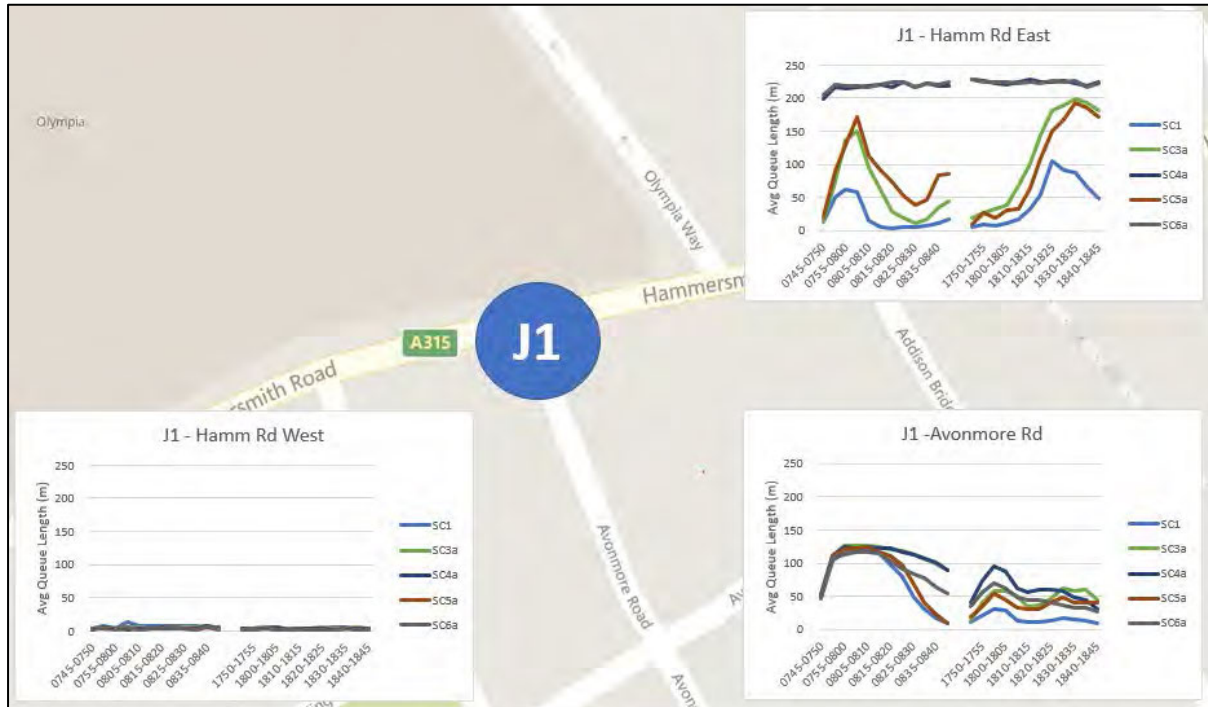 Olympia
Olympia Way
Hammersm
A315
J1
rsmith Road
Addison Bridge
Avonmore Road
Avon
J1 - Hamm Rd East
Avg Queue Length (m)
250
200
150
100
50
0
0745-0750
0755-0800
0805-0810
0815-0820
0825-0830
0835-0840
1750-1755
1800-1805
1810-1815
1820-1825
1830-1835
1840-1845
SC1
SC3a
SC4a
SC5a
SC6a
J1 - Hamm Rd West
Avg Queue Length (m)
250
200
150
100
50
0
0745-0750
0755-0800
0805-0810
0815-0820
0825-0830
0835-0840
1750-1755
1800-1805
1810-1815
1820-1825
1830-1835
1840-1845
SC1
SC3a
SC4a
SC5a
SC6a
J1 -Avonmore Rd
Avg Queue Length (m)
250
200
150
100
50
0
0745-0750
0755-0800
0805-0810
0815-0820
0825-0830
0835-0840
1750-1755
1800-1805
1810-1815
1820-1825
1830-1835
1840-1845
SC1
SC3a
SC4a
SC5a
SC6a